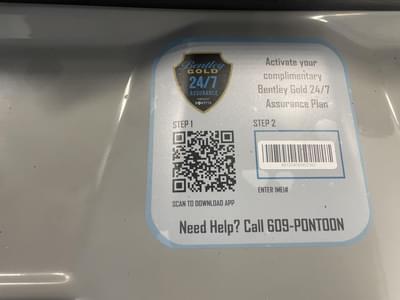 Bentley
GOLD
24/7
ASSURANCE
Activate your
complimentary
Bentley Gold 24/7
Assurance Plan
STEP 1
STEP 2
ENTER IMEI#
SCAN TO DOWNLOAD APP
Need Help? Call 609-PONTOON